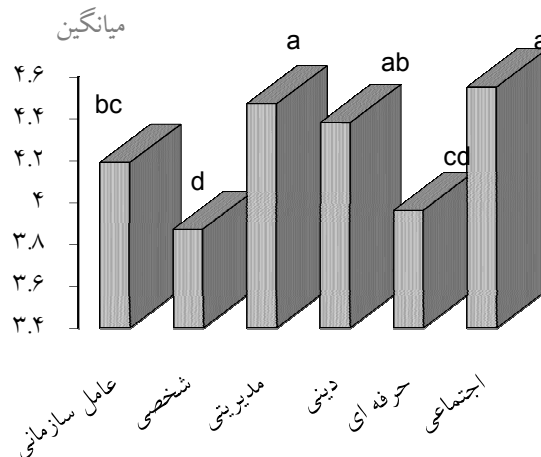 میانگین
۴.۶
۴.۴
۴.۲
۴
۳.۸
۳.۶
۳.۴
bc
d
a
ab
cd
a
عامل سازمانی
شخصی
مدیریتی
دینی
حرفه ای
اجتماعی